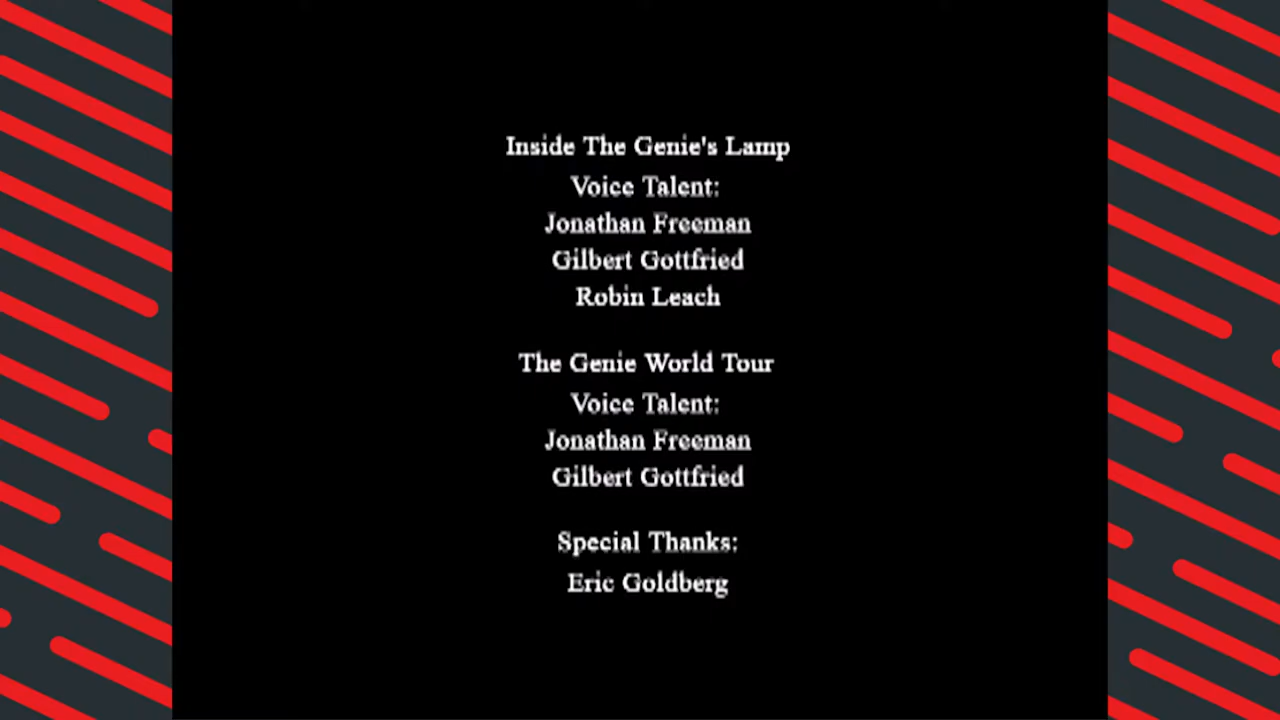 Inside The Genie's Lamp
Voice Talent:
Jonathan Freeman
Gilbert Gottfried
Robin Leach
The Genie World Tour
Voice Talent:
Jonathan Freeman
Gilbert Gottfried
Special Thanks:
Eric Goldberg